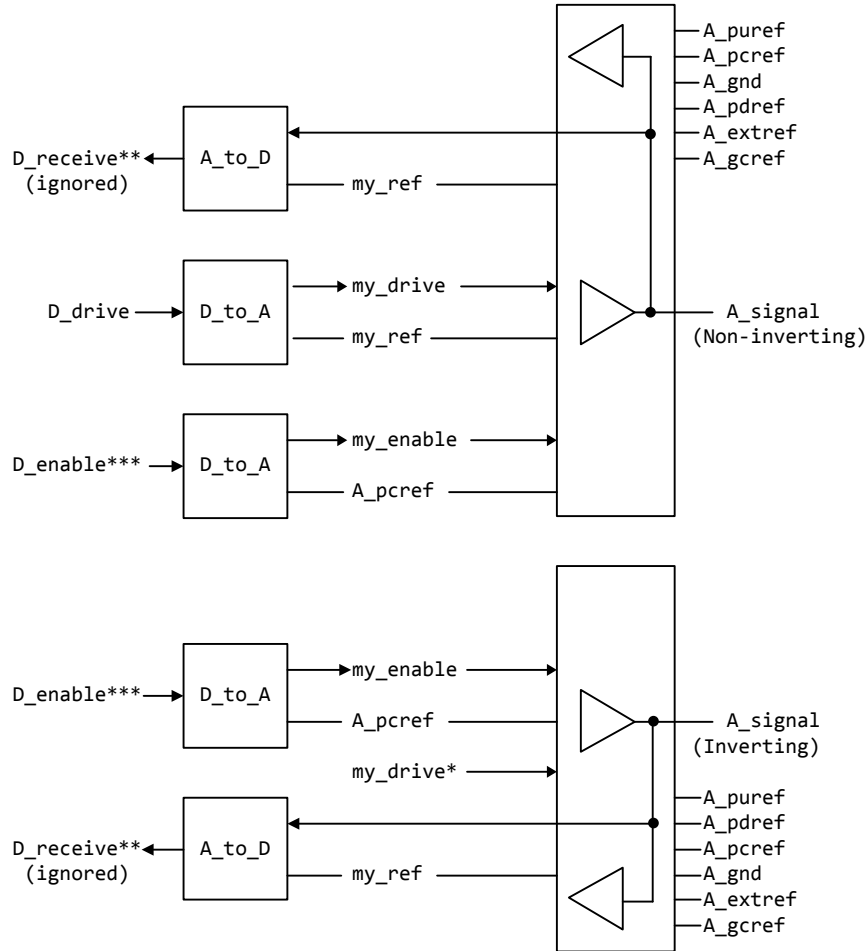 A_puref
A_pcref
A_gnd
A_pdref
A_extref
A_gcref
D_receive**
(ignored)
A_to_D
my_ref
D_drive
D_to_A
my_drive
my_ref
A_signal
(Non-inverting)
D_enable***
D_to_A
my_enable
A_pcref
D_enable***
D_to_A
my_enable
A_pcref
my_drive*
A_signal
(Inverting)
D_receive**
(ignored)
A_to_D
my_ref
A_puref
A_pdref
A_pcref
A_gnd
A_extref
A_gcref